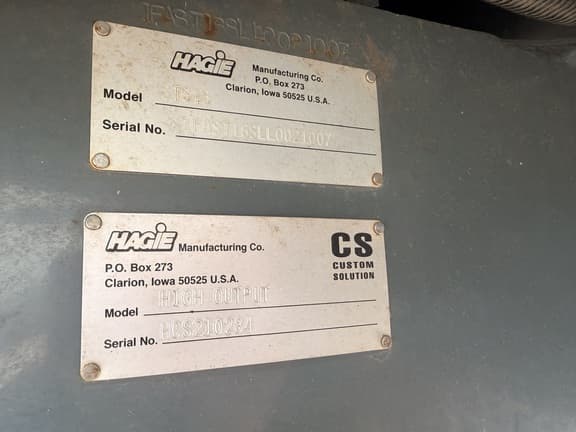 HAGIE Manufacturing Co.
P.O. Box 273
Clarion, Iowa 50525 U.S.A.
Model
Serial No.
HAGIE Manufacturing Co.
CS
CUSTOM
SOLUTION
P.O. Box 273
Clarion, Iowa 50525 U.S.A.
Model HIGH OUTPUT
Serial No.